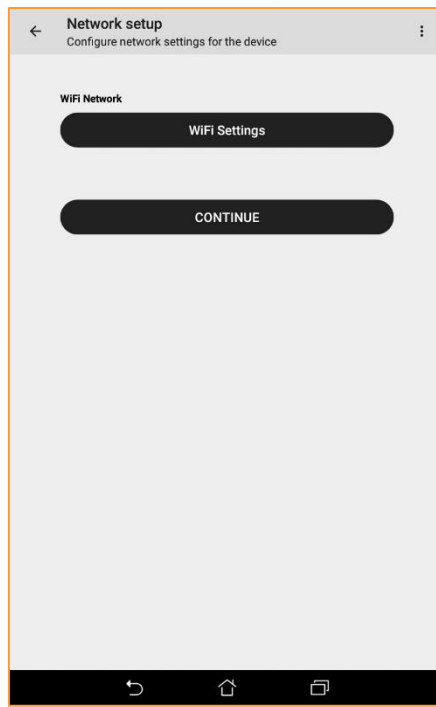 Network setup
Configure network settings for the device
WiFi Network
WiFi Settings
CONTINUE